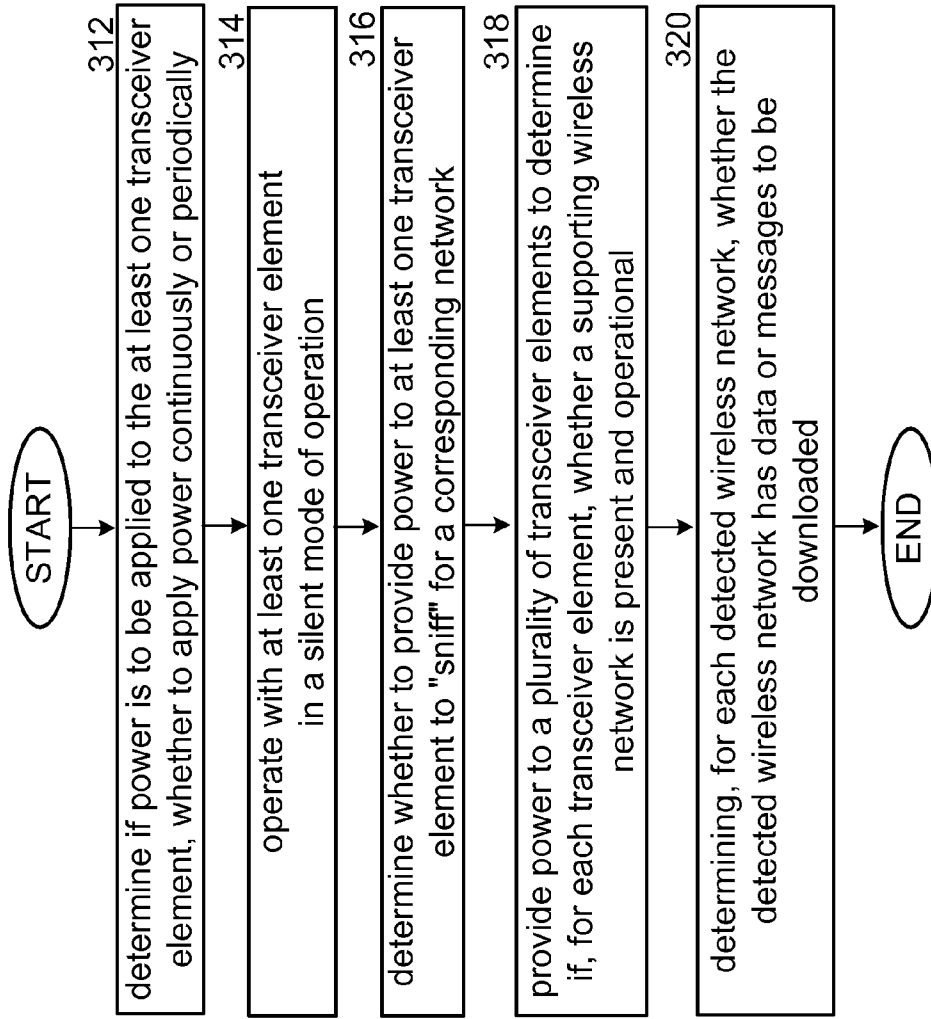 START
312
determine if power is to be applied to the at least one transceiver
element, whether to apply power continuously or periodically
314
operate with at least one transceiver element
in a silent mode of operation
316
determine whether to provide power to at least one transceiver
element to "sniff" for a corresponding network
318
provide power to a plurality of transceiver elements to determine
if, for each transceiver element, whether a supporting wireless
network is present and operational
320
determining, for each detected wireless network, whether the
detected wireless network has data or messages to be
downloaded
END